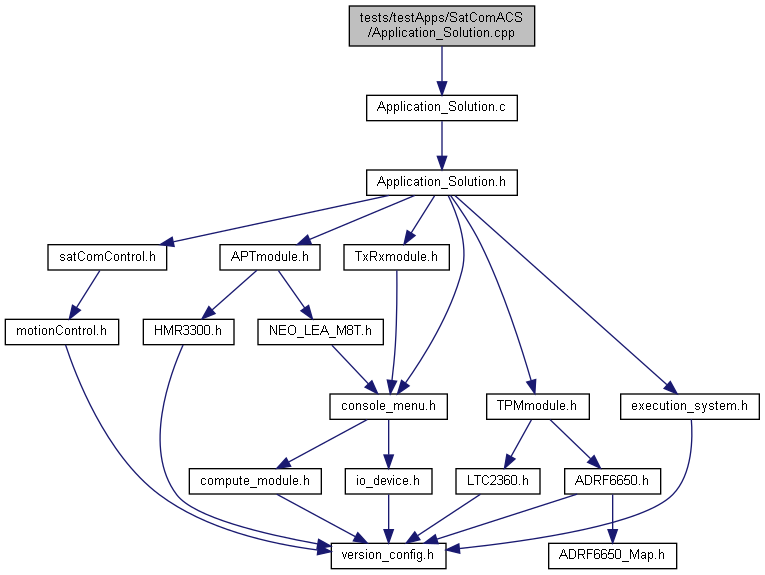 tests/testApps/SatComACS
/Application_Solution.cpp
Application_Solution.c
Application_Solution.h
satComControl.h
APTmodule.h
TxRxmodule.h
motionControl.h
HMR3300.h
NEO_LEA_M8T.h
console_menu.h
TPMmodule.h
execution_system.h
compute_module.h
io_device.h
LTC2360.h
ADRF6650.h
version_config.h
ADRF6650_Map.h